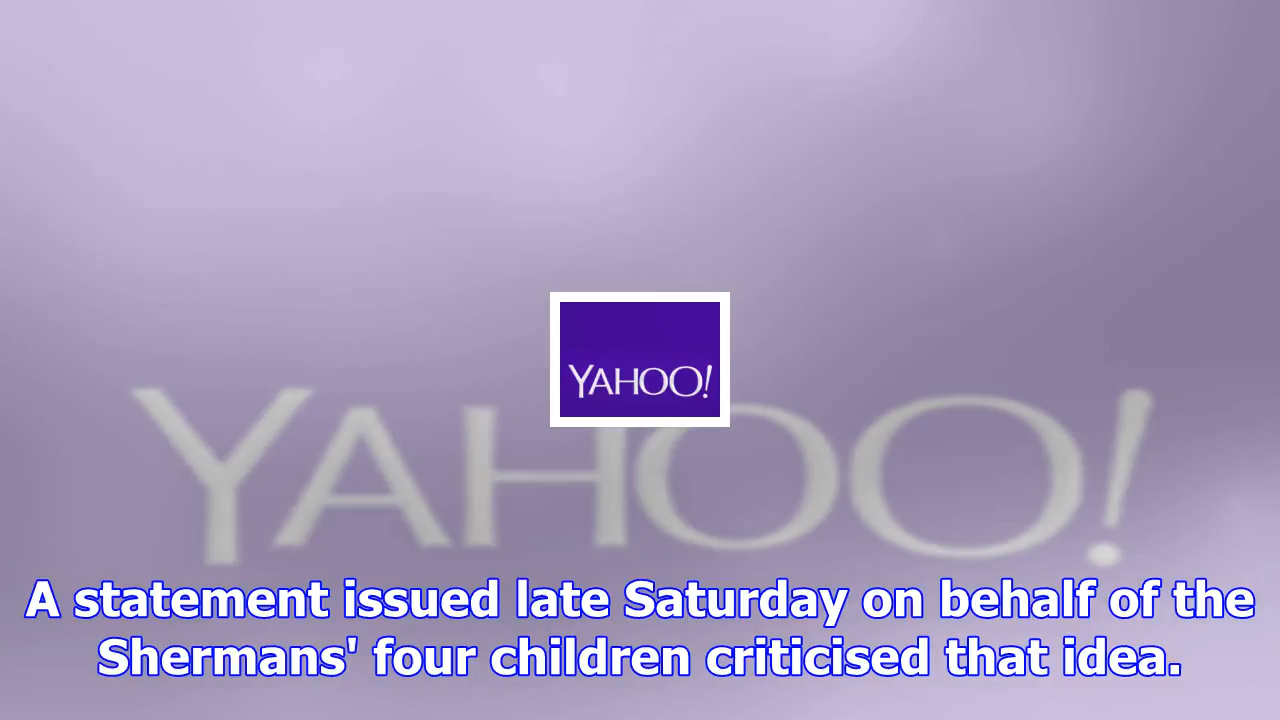 YAHOO!
YAHOO!
A statement issued late Saturday on behalf of the
Shermans' four children criticised that idea.